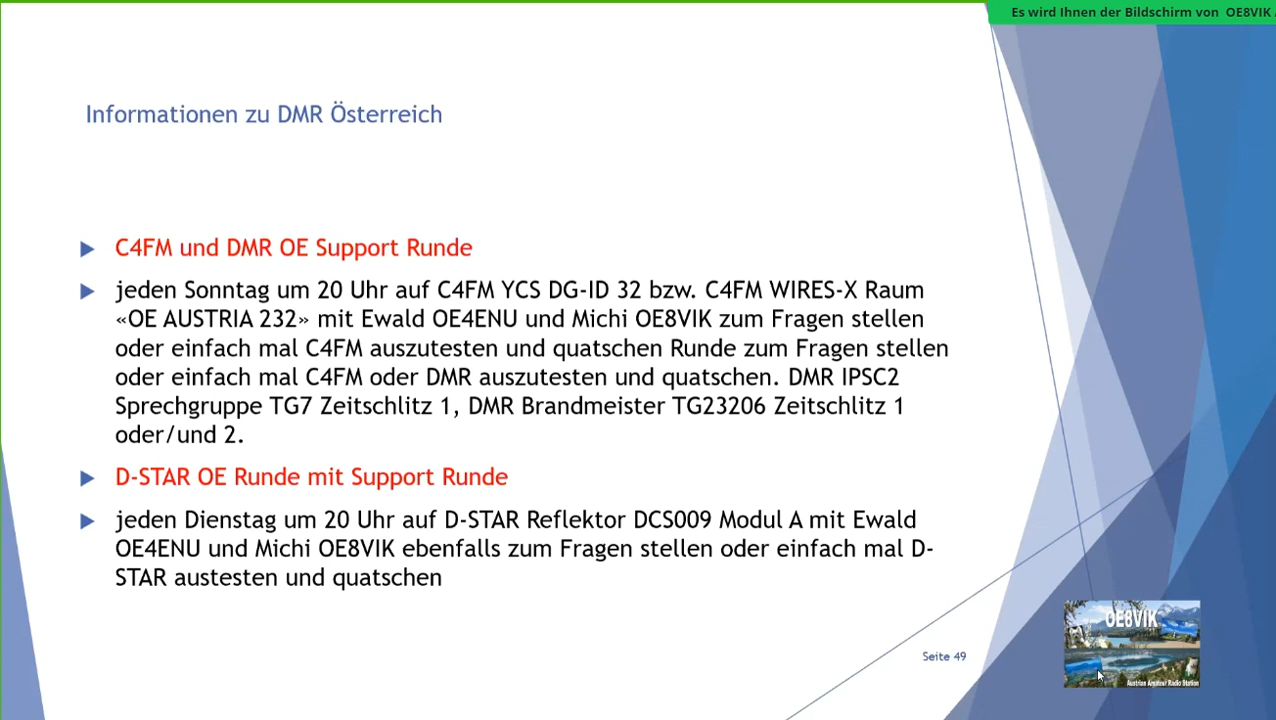 Es wird Ihnen der Bildschirm von OE8VIK
Informationen zu DMR Österreich
C4FM und DMR OE Support Runde
jeden Sonntag um 20 Uhr auf C4FM YCS DG-ID 32 bzw. C4FM WIRES-X Raum
«OE AUSTRIA 232» mit Ewald OE4ENU und Michi OE8VIK zum Fragen stellen
oder einfach mal C4FM auszutesten und quatschen Runde zum Fragen stellen
oder einfach mal C4FM oder DMR auszutesten und quatschen. DMR IPSC2
Sprechgruppe TG7 Zeitschlitz 1, DMR Brandmeister TG23206 Zeitschlitz 1
oder/und 2.
D-STAR OE Runde mit Support Runde
jeden Dienstag um 20 Uhr auf D-STAR Reflektor DCS009 Modul A mit Ewald
OE4ENU und Michi OE8VIK ebenfalls zum Fragen stellen oder einfach mal D-
STAR austesten und quatschen
Seite 49
OE8VIK
Austrian Amateur Radio Station